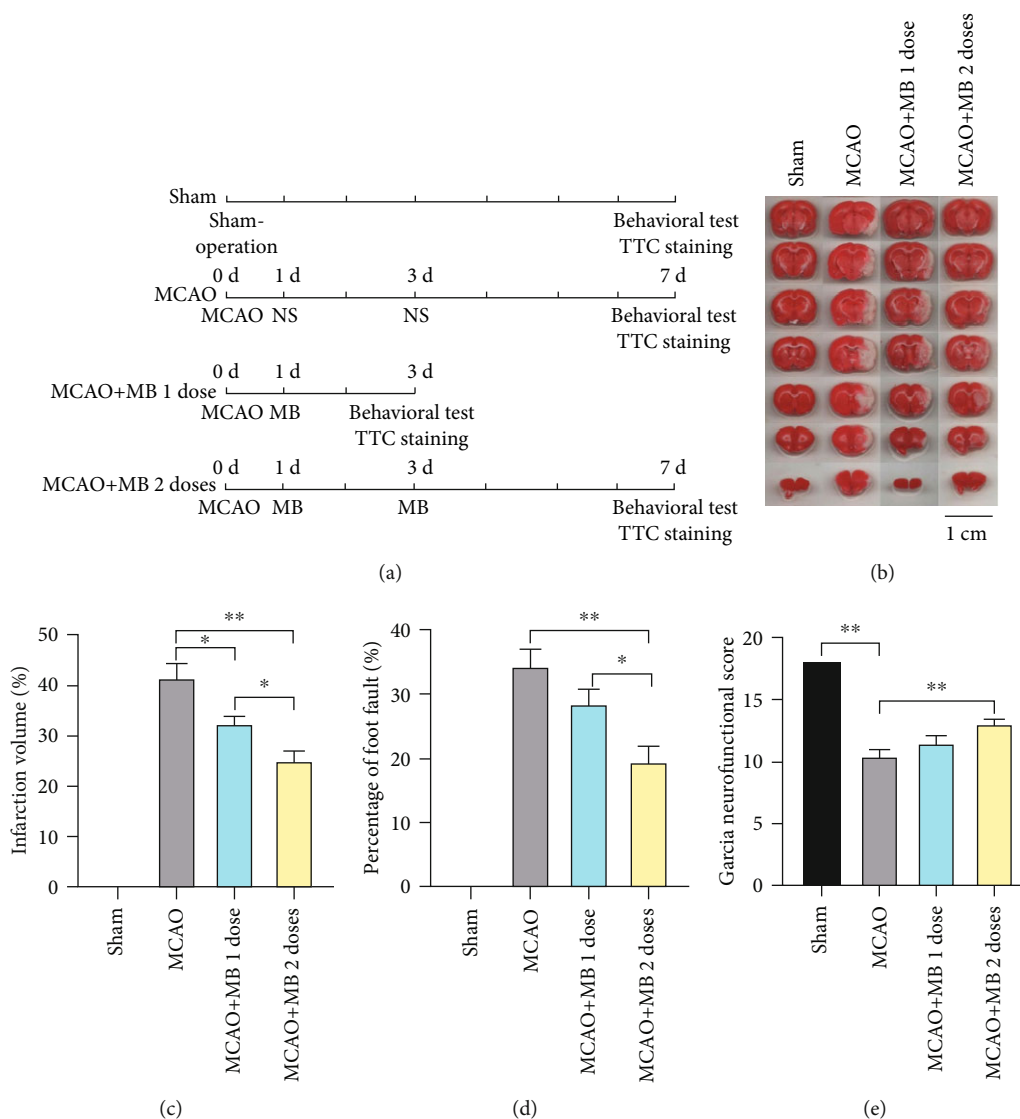 Sham
Sham-
operation
Behavioral test
TTC staining
0 d 1 d 3 d 7 d
MCAO
MCAO NS NS Behavioral test
TTC staining
0 d 1 d 3 d
MCAO+MB 1 dose
MCAO MB Behavioral test
TTC staining
0 d 1 d 3 d 7 d
MCAO+MB 2 doses
MCAO MB MB Behavioral test
TTC staining
(a)
Sham
MCAO
MCAO+MB 1 dose
MCAO+MB 2 doses
1 cm
(b)
Infarction volume (%)
50
40
30
20
10
0
**
*
*
Sham
MCAO
MCAO+MB 1 dose
MCAO+MB 2 doses
(c)
Percentage of foot fault (%)
40
30
20
10
0
**
*
Sham
MCAO
MCAO+MB 1 dose
MCAO+MB 2 doses
(d)
Garcia neurofunctional score
20
15
10
5
0
**
**
Sham
MCAO
MCAO+MB 1 dose
MCAO+MB 2 doses
(e)